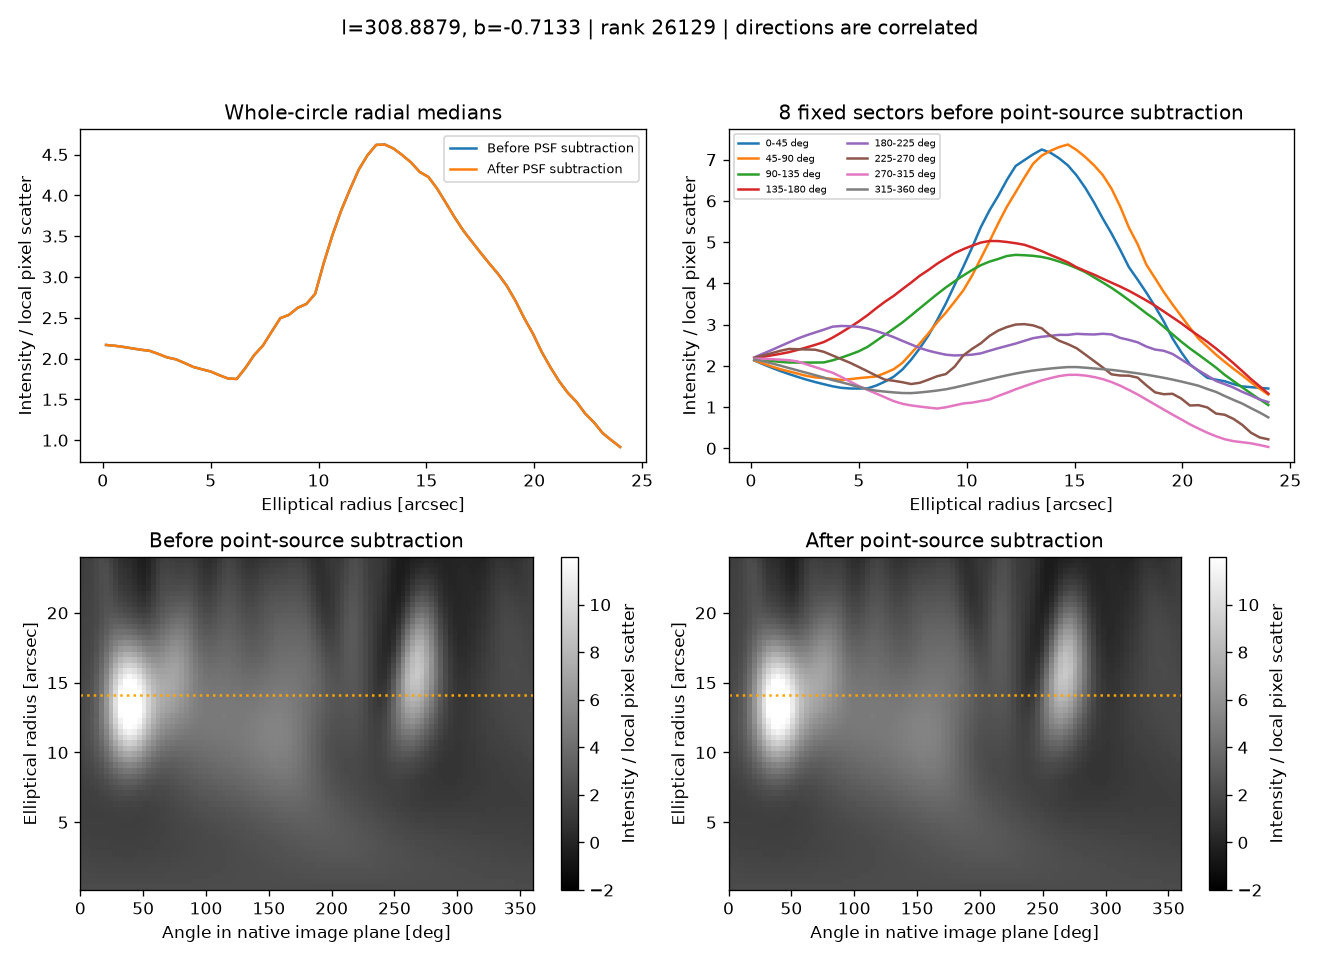 l=308.8879, b=-0.7133 | rank 26129 | directions are correlated
Whole-circle radial medians
Intensity / local pixel scatter
4.5
4.0
3.5
3.0
2.5
2.0
1.5
1.0
Before PSF subtraction
After PSF subtraction
0 5 10 15 20 25
Elliptical radius [arcsec]
8 fixed sectors before point-source subtraction
Intensity / local pixel scatter
7
6
5
4
3
2
1
0
0-45 deg
45-90 deg
90-135 deg
135-180 deg
180-225 deg
225-270 deg
270-315 deg
315-360 deg
0 5 10 15 20 25
Elliptical radius [arcsec]
Before point-source subtraction
Elliptical radius [arcsec]
20
15
10
5
0 50 100 150 200 250 300 350
Angle in native image plane [deg]
10
8
6
4
2
0
−2
Intensity / local pixel scatter
After point-source subtraction
Elliptical radius [arcsec]
20
15
10
5
0 50 100 150 200 250 300 350
Angle in native image plane [deg]
10
8
6
4
2
0
−2
Intensity / local pixel scatter